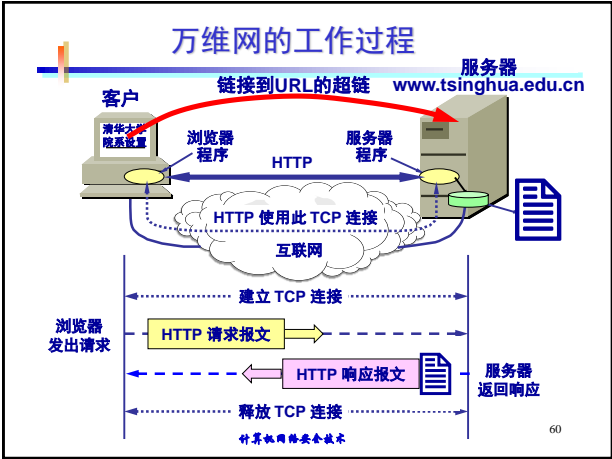 万维网的工作过程
服务器
www.tsinghua.edu.cn
链接到URL的超链
客户
清华大学
院系设置
浏览器
程序
服务器
程序
HTTP
HTTP 使用此 TCP 连接
互联网
建立 TCP 连接
浏览器
发出请求
HTTP 请求报文
HTTP 响应报文
服务器
返回响应
释放 TCP 连接
计算机网络安全技术
60